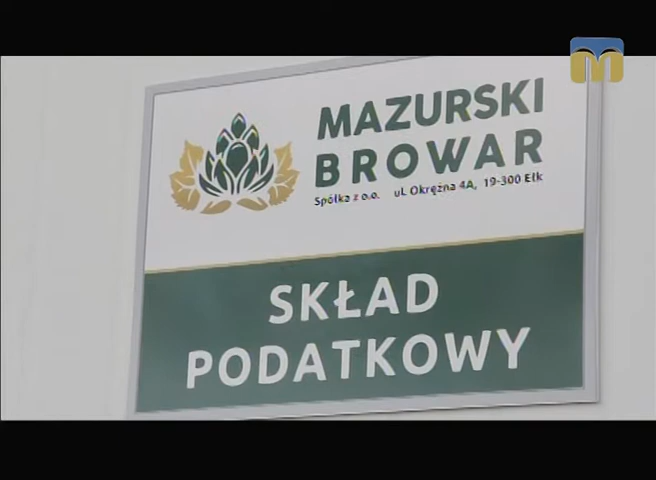 MAZURSKI
BROWAR
Spółka z o.o. ul. Okrężna 4A, 19-300 Ełk
SKŁAD
PODATKOWY